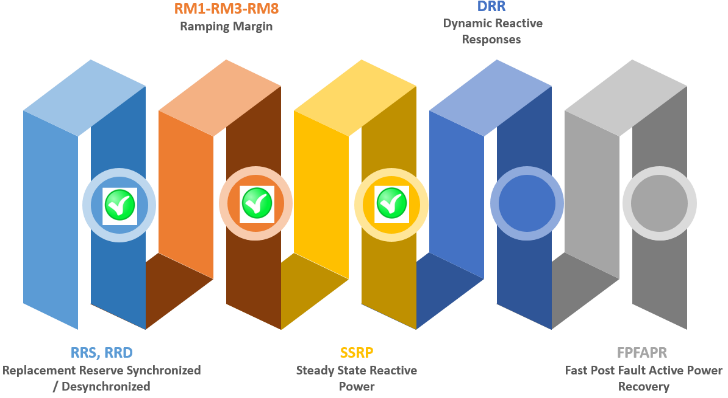 RM1-RM3-RM8
Ramping Margin
DRR
Dynamic Reactive
Responses
RRS, RRD
Replacement Reserve Synchronized
/ Desynchronized
SSRP
Steady State Reactive
Power
FPFAPR
Fast Post Fault Active Power
Recovery